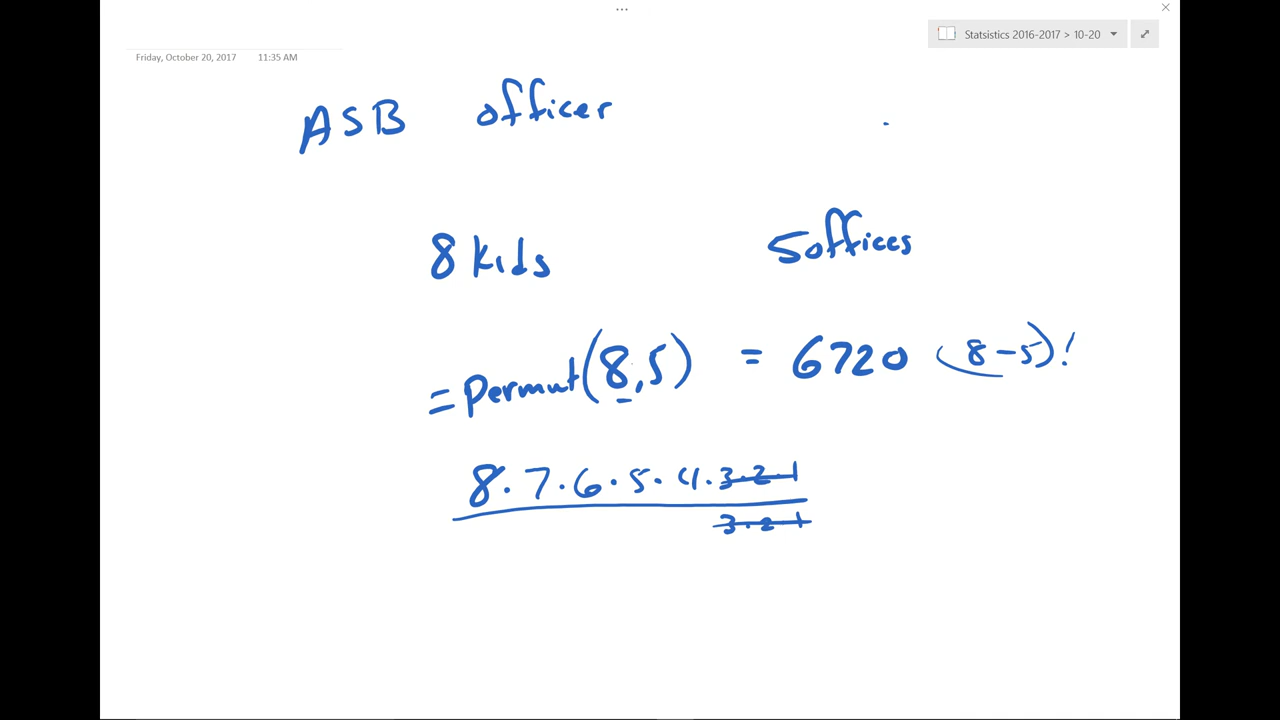 ...
Statsistics 2016-2017 > 10-20
Friday, October 20, 2017 11:35 AM
ASB officer
8 kids 5 offices
=Permut(8,5) = 6720 (8-5)!
8·7·6·5·4·3·2·1
3·2·1